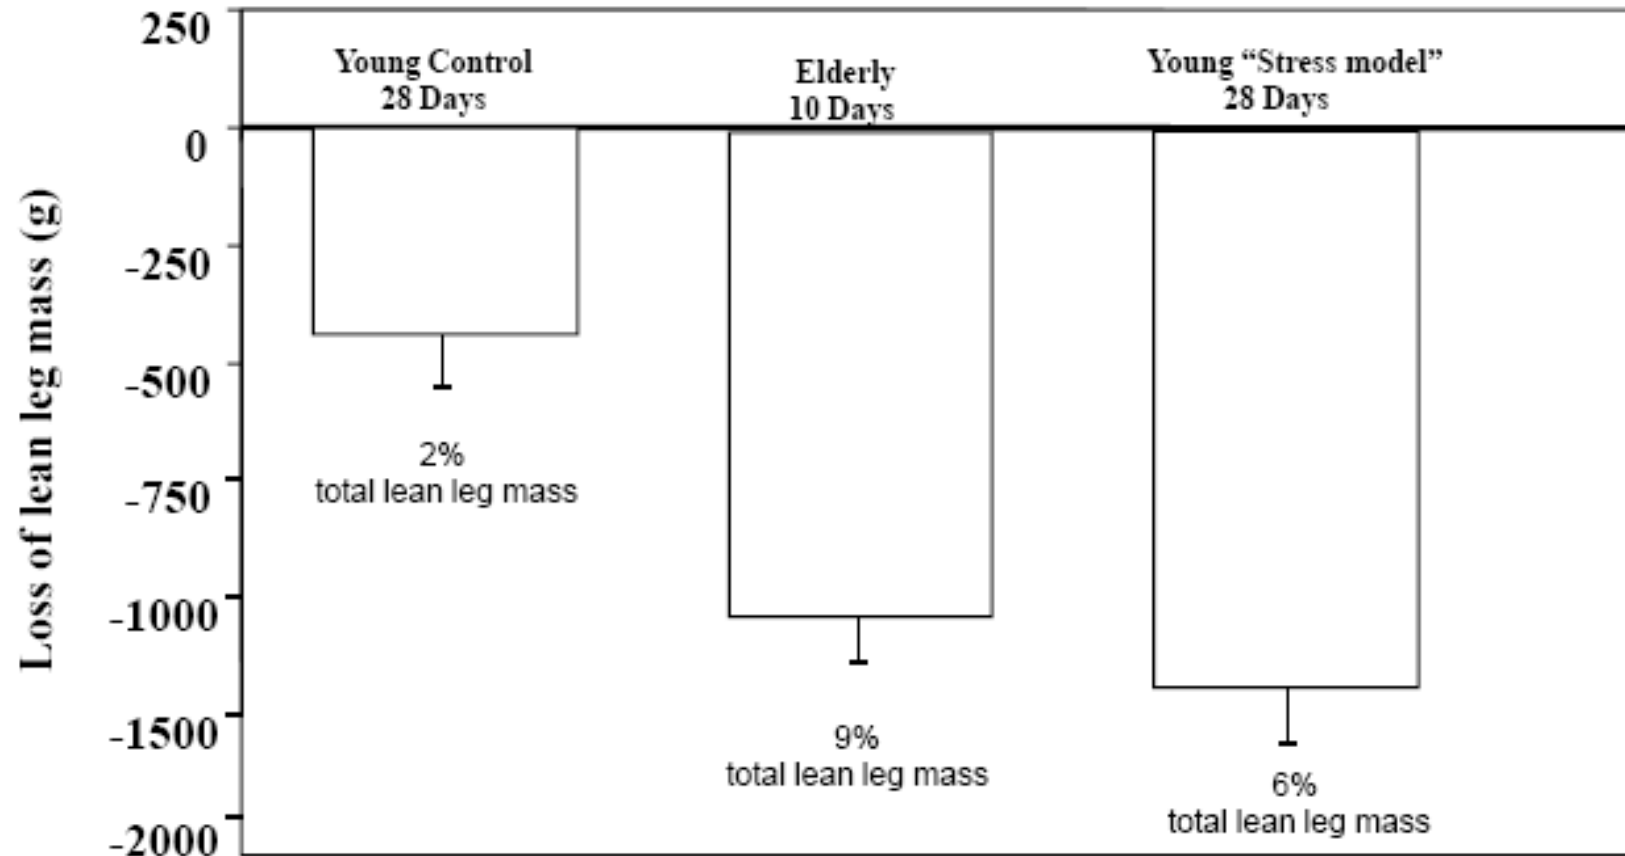 Loss of lean leg mass (g)
250
0
-250
-500
-750
-1000
-1500
-2000
Young Control
28 Days
Elderly
10 Days
Young “Stress model”
28 Days
2%
total lean leg mass
9%
total lean leg mass
6%
total lean leg mass